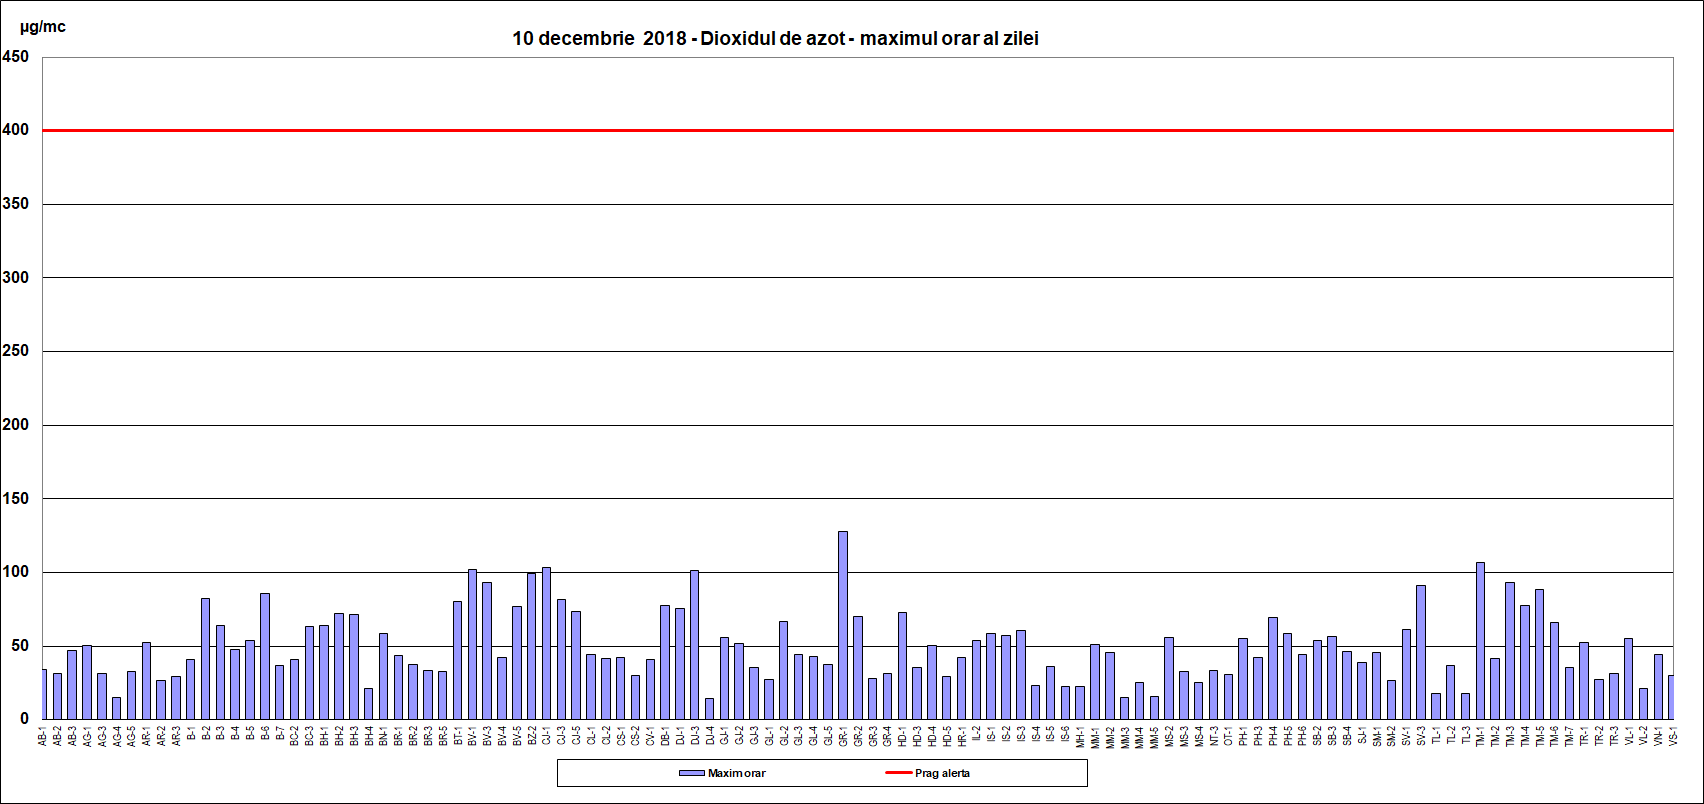 µg/mc
10 decembrie 2018 - Dioxidul de azot - maximul orar al zilei
450
400
350
300
250
200
150
100
50
0
AB-1 AB-2 AB-3 AG-1 AG-3 AG-4 AG-5 AR-1 AR-2 AR-3 B-1 B-2 B-3 B-4 B-5 B-6 B-7 BC-2 BC-3 BH-1 BH-2 BH-3 BH-4 BN-1 BR-1 BR-2 BR-3 BR-5 BT-1 BV-1 BV-3 BV-4 BV-5 BZ-2 CJ-1 CJ-3 CJ-5 CL-1 CL-2 CS-1 CS-2 CV-1 DB-1 DJ-1 DJ-3 DJ-4 GJ-1 GJ-2 GJ-3 GL-1 GL-2 GL-3 GL-4 GL-5 GR-1 GR-2 GR-3 GR-4 HD-1 HD-3 HD-4 HD-5 HR-1 IL-2 IS-1 IS-2 IS-3 IS-4 IS-5 IS-6 MH-1 MM-1 MM-2 MM-3 MM-4 MM-5 MS-2 MS-3 MS-4 NT-3 OT-1 PH-1 PH-3 PH-4 PH-5 PH-6 SB-2 SB-3 SB-4 SJ-1 SM-1 SM-2 SV-1 SV-3 TL-1 TL-2 TL-3 TM-1 TM-2 TM-3 TM-4 TM-5 TM-6 TM-7 TR-1 TR-2 TR-3 VL-1 VL-2 VN-1 VS-1
Maxim orar Prag alerta